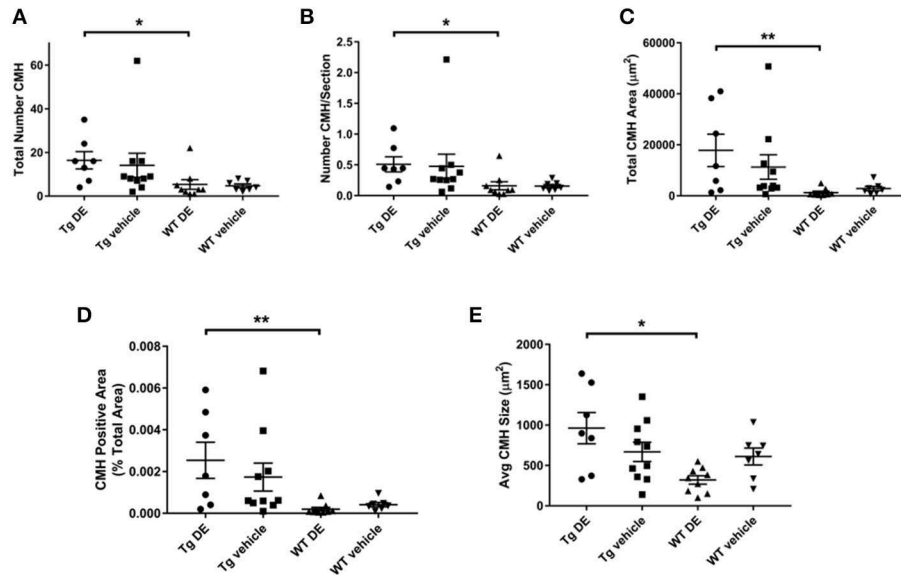 A
*
Total Number CMH
60
40
20
0
Tg DE
Tg vehicle
WT DE
WT vehicle
B
*
Number CMH/Section
2.5
2.0
1.5
1.0
0.5
0.0
Tg DE
Tg vehicle
WT DE
WT vehicle
C
**
Total CMH Area (μm²)
60000
40000
20000
0
Tg DE
Tg vehicle
WT DE
WT vehicle
D
**
CMH Positive Area
(% Total Area)
0.008
0.006
0.004
0.002
0.000
Tg DE
Tg vehicle
WT DE
WT vehicle
E
*
Avg CMH Size (μm²)
2000
1500
1000
500
0
Tg DE
Tg vehicle
WT DE
WT vehicle